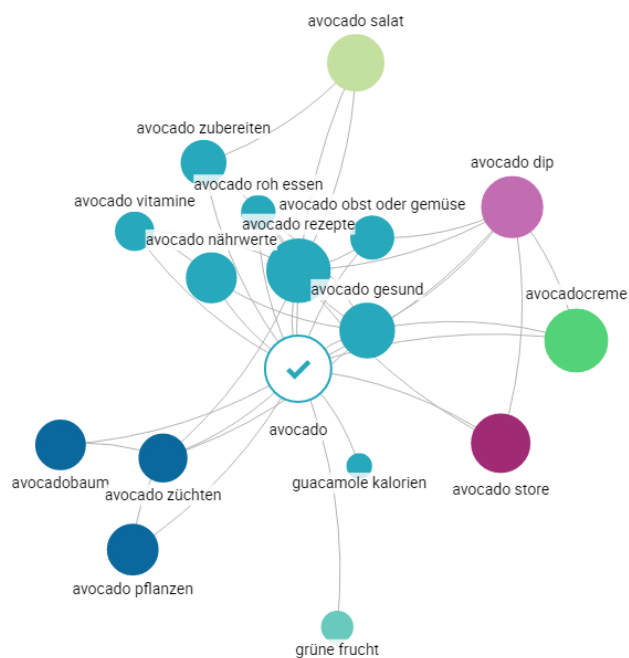 avocado salat
avocado zubereiten
avocado dip
avocado roh essen
avocado vitamine
avocado obst oder gemüse
avocado rezepte
avocado nährwerte
avocado gesund
avocadocreme
avocado
avocadobaum
avocado züchten
guacamole kalorien
avocado store
avocado pflanzen
grüne frucht